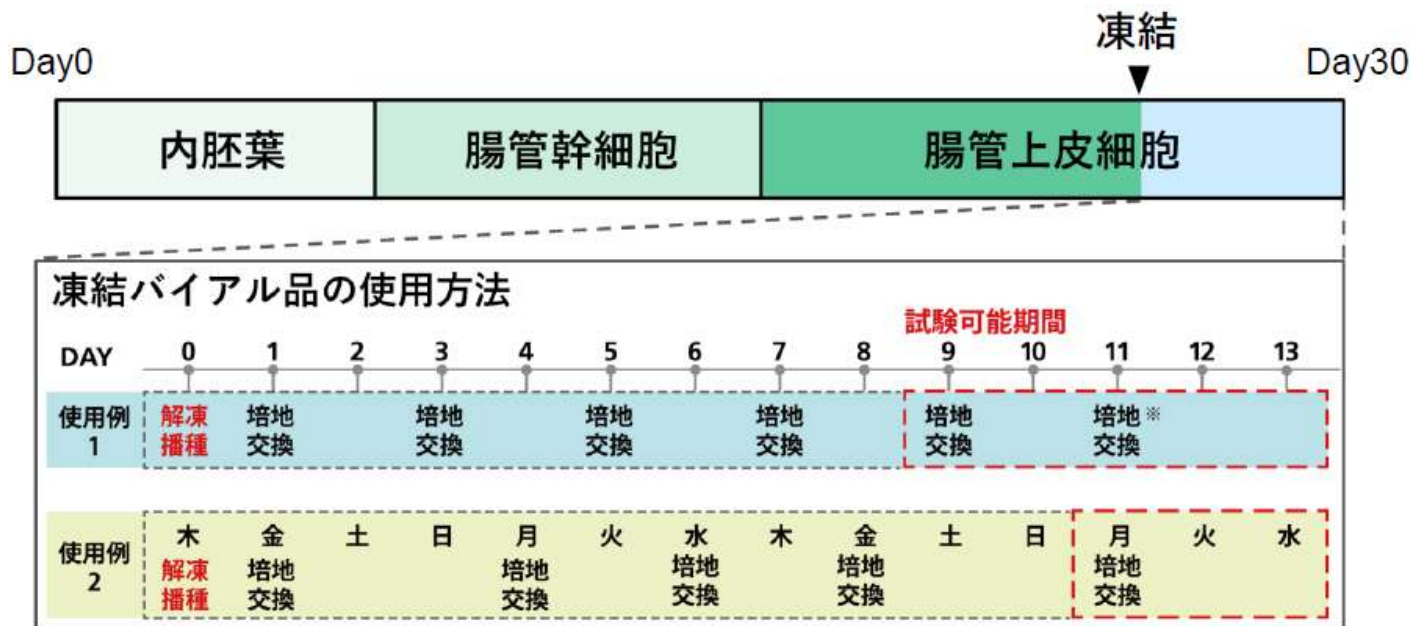 凍結
Day0
Day30
内胚葉
腸管幹細胞
腸管上皮細胞
凍結バイアル品の使用方法
試験可能期間
DAY 0 1 2 3 4 5 6 7 8 9 10 11 12 13
使用例 解凍 培地 培地 培地 培地 培地 培地※
1 播種 交換 交換 交換 交換 交換 交換
木 金 土 日 月 火 水 木 金 土 日 月 火 水
使用例 解凍 培地 培地 培地 培地 培地
2 播種 交換 交換 交換 交換 交換